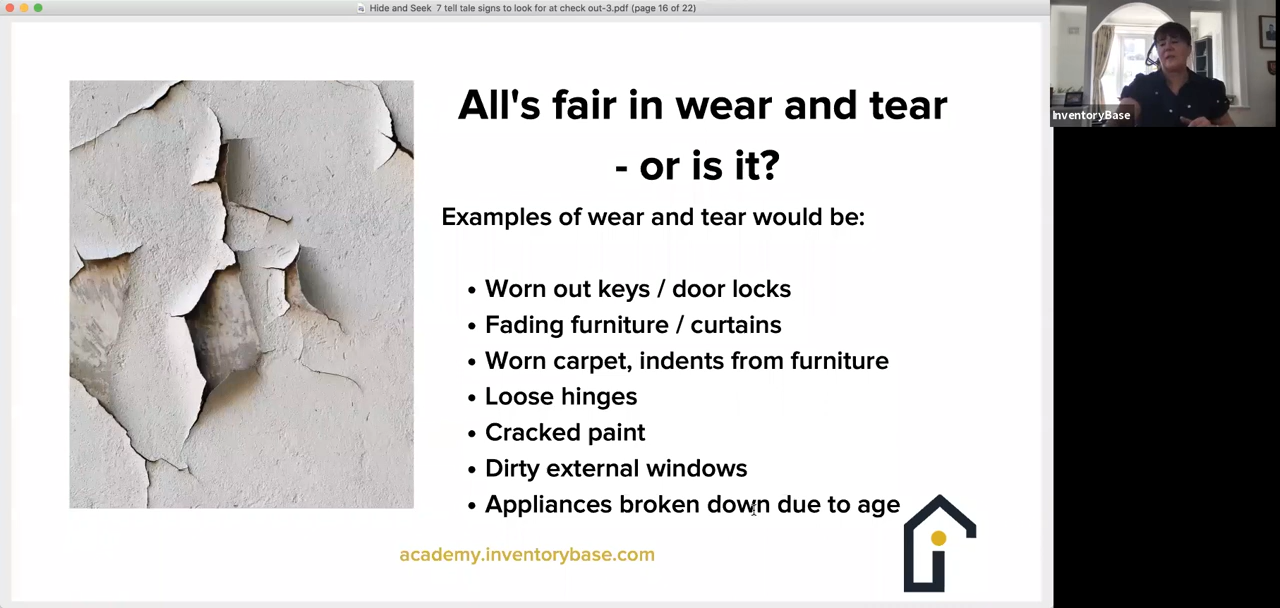 Hide and Seek 7 tell tale signs to look for at check out-3.pdf (page 16 of 22)
InventoryBase
All's fair in wear and tear
- or is it?
Examples of wear and tear would be:
• Worn out keys / door locks
• Fading furniture / curtains
• Worn carpet, indents from furniture
• Loose hinges
• Cracked paint
• Dirty external windows
• Appliances broken down due to age
academy.inventorybase.com